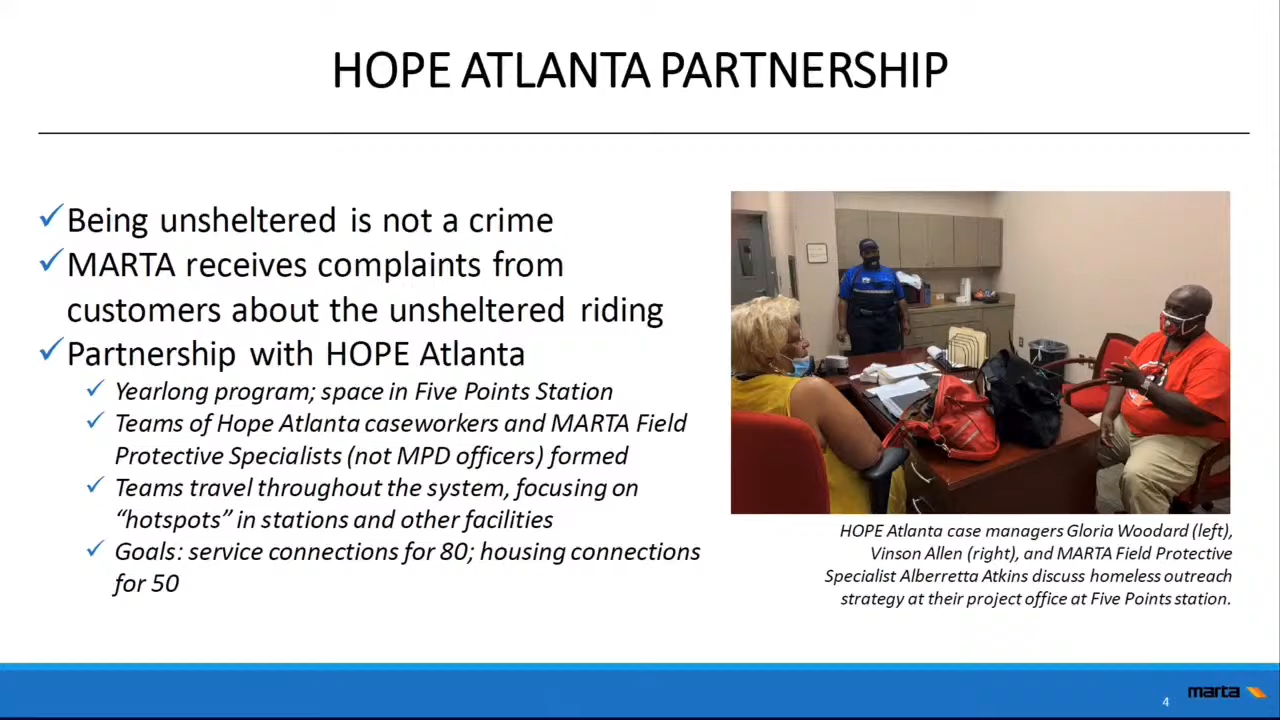 HOPE ATLANTA PARTNERSHIP
Being unsheltered is not a crime
MARTA receives complaints from
customers about the unsheltered riding
Partnership with HOPE Atlanta
Yearlong program; space in Five Points Station
Teams of Hope Atlanta caseworkers and MARTA Field
Protective Specialists (not MPD officers) formed
Teams travel throughout the system, focusing on
“hotspots” in stations and other facilities
Goals: service connections for 80; housing connections
for 50
HOPE Atlanta case managers Gloria Woodard (left),
Vinson Allen (right), and MARTA Field Protective
Specialist Alberretta Atkins discuss homeless outreach
strategy at their project office at Five Points station.
4
marta